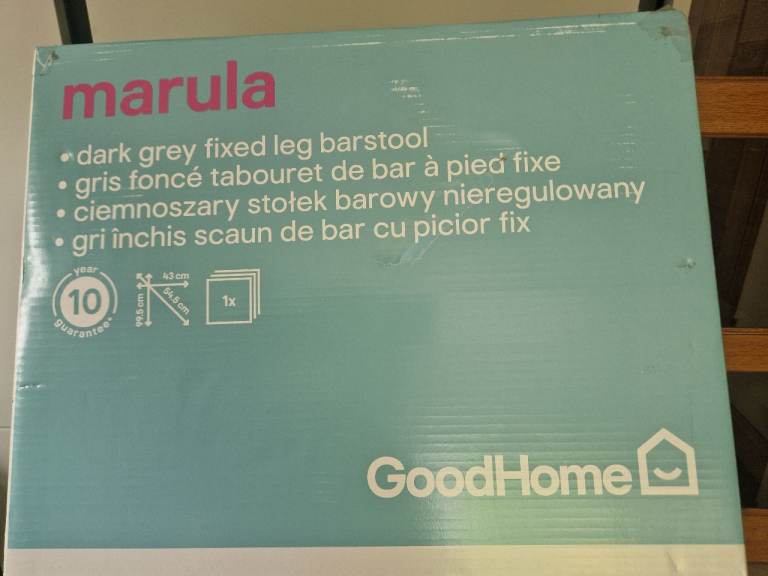 marula
• dark grey fixed leg barstool
• gris foncé tabouret de bar à pied fixe
• ciemnoszary stołek barowy nieregulowany
• gri închis scaun de bar cu picior fix
year
10
guarantee*
43 cm
54.5 cm
99.5 cm
1x
GoodHome